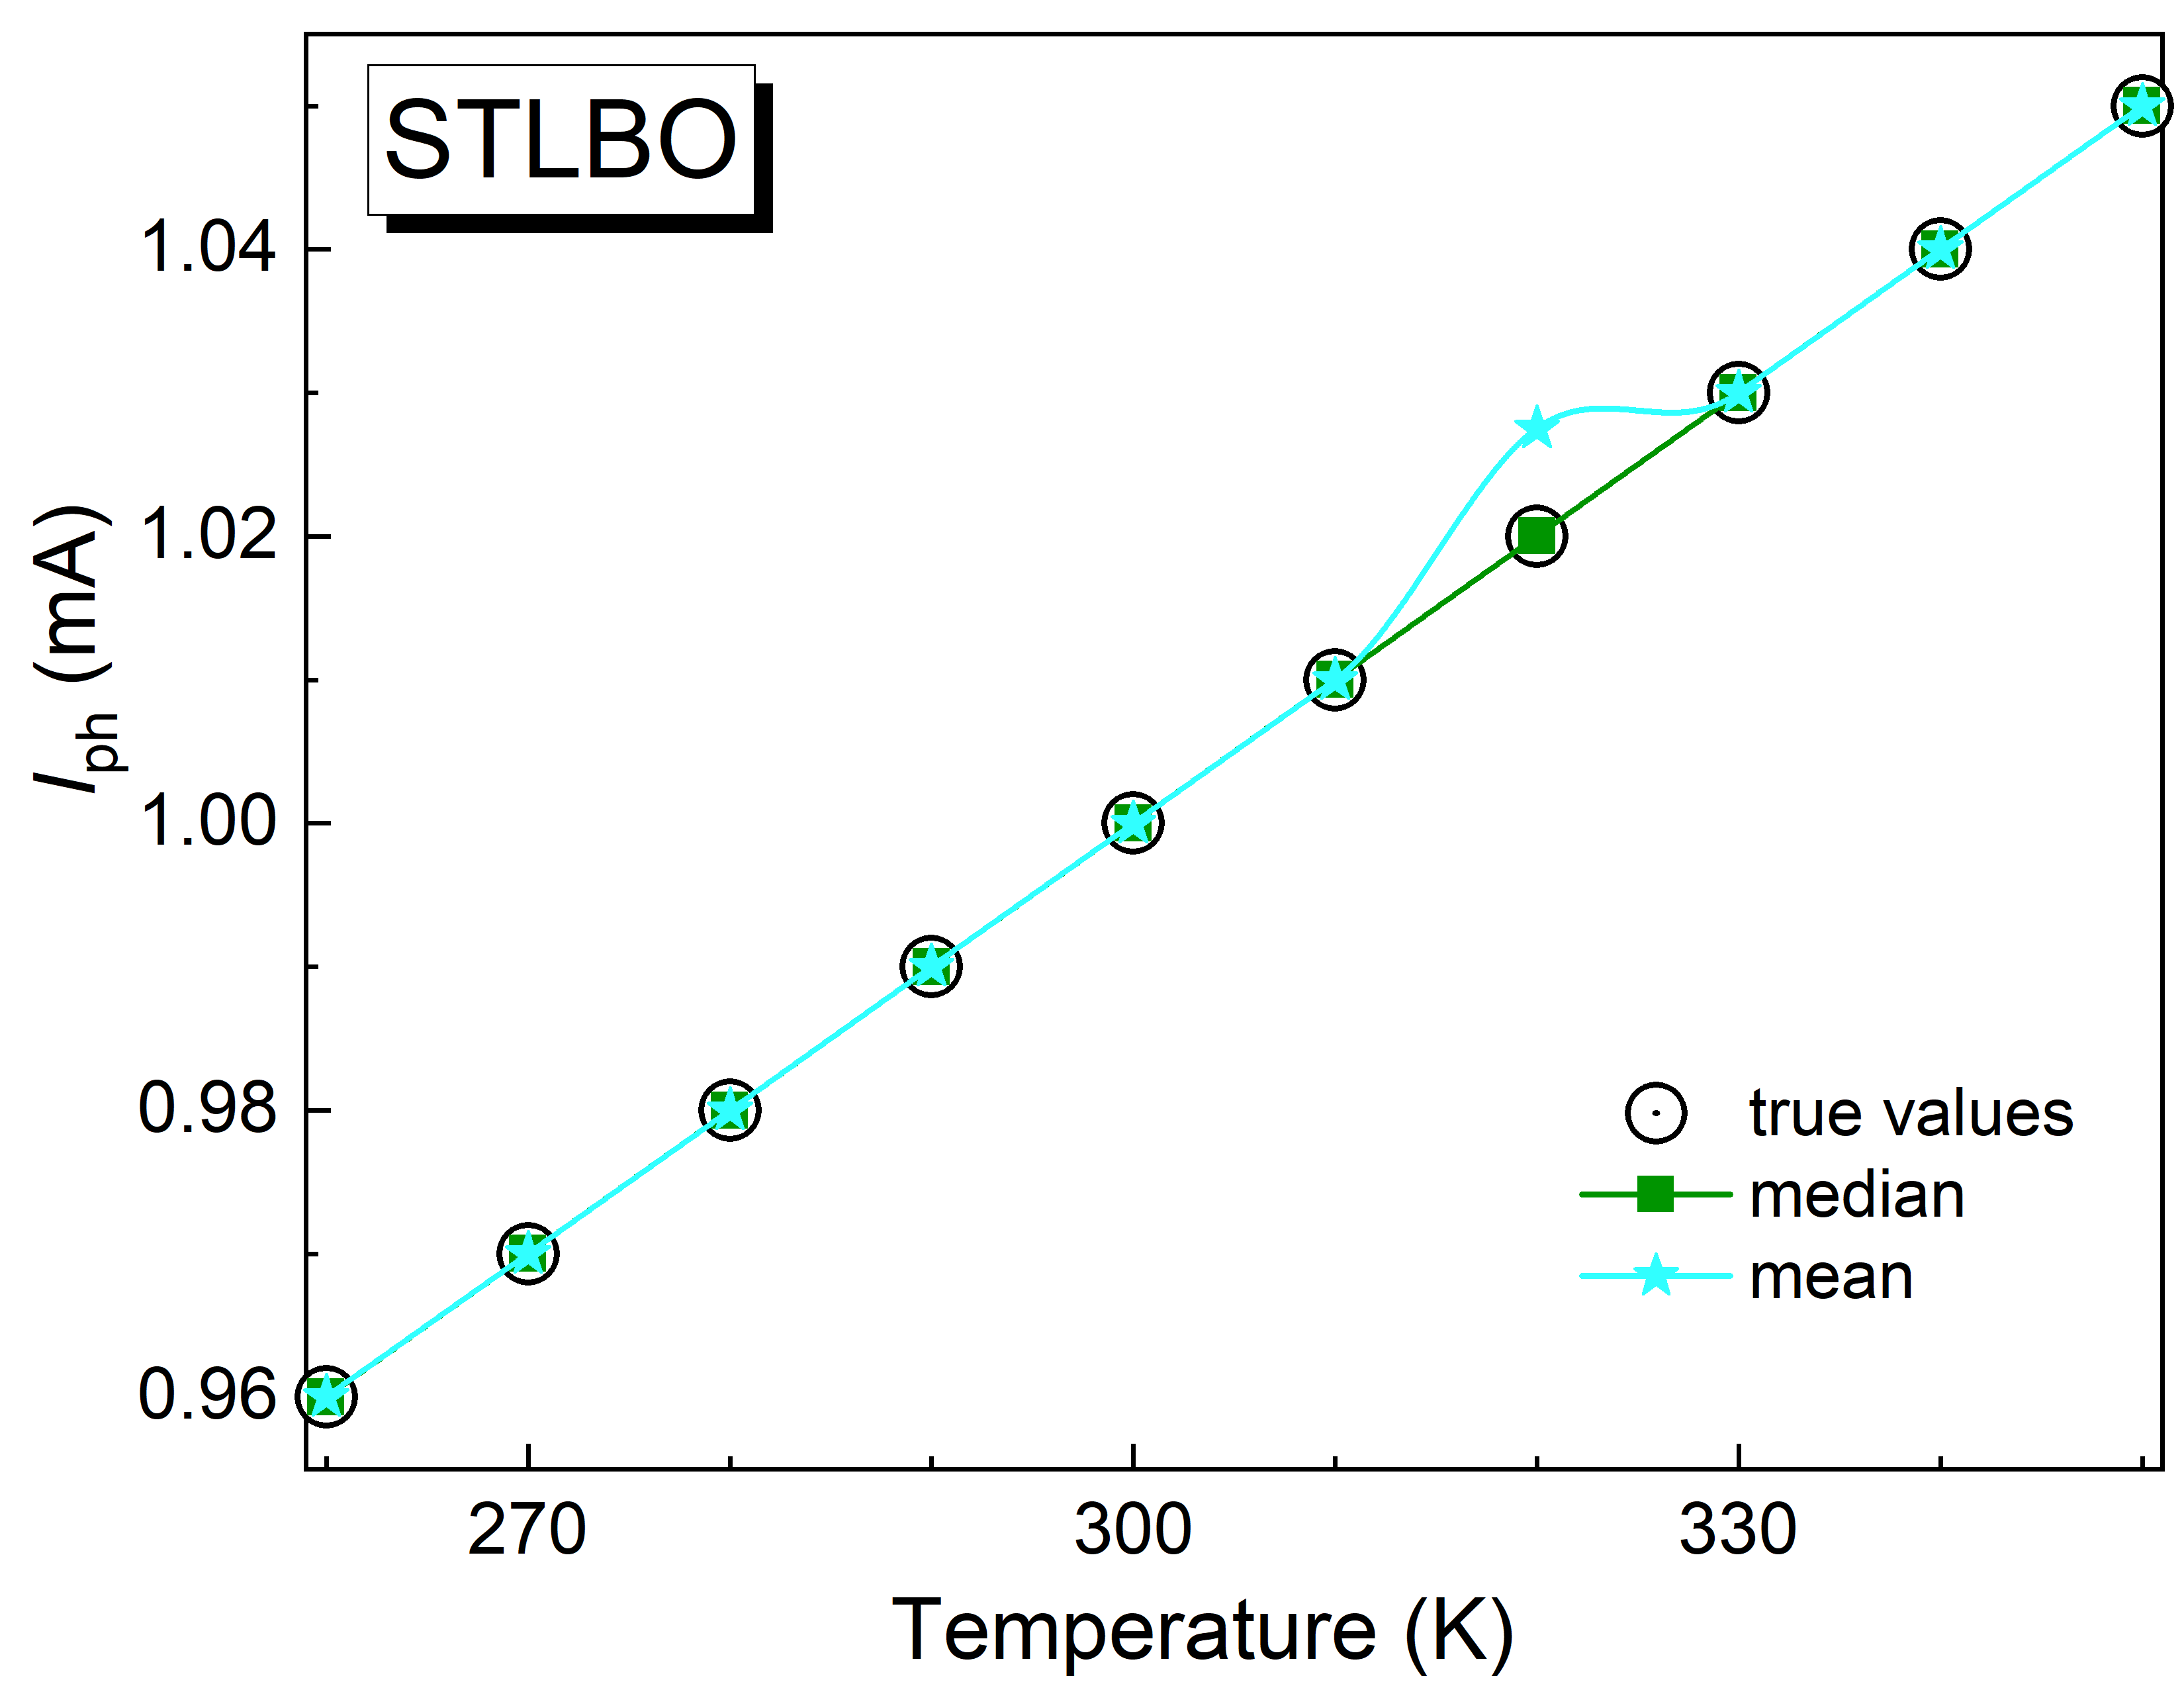 STLBO
1.04
1.02
1.00
0.98
0.96
Iph (mA)
true values
median
mean
270 300 330
Temperature (K)